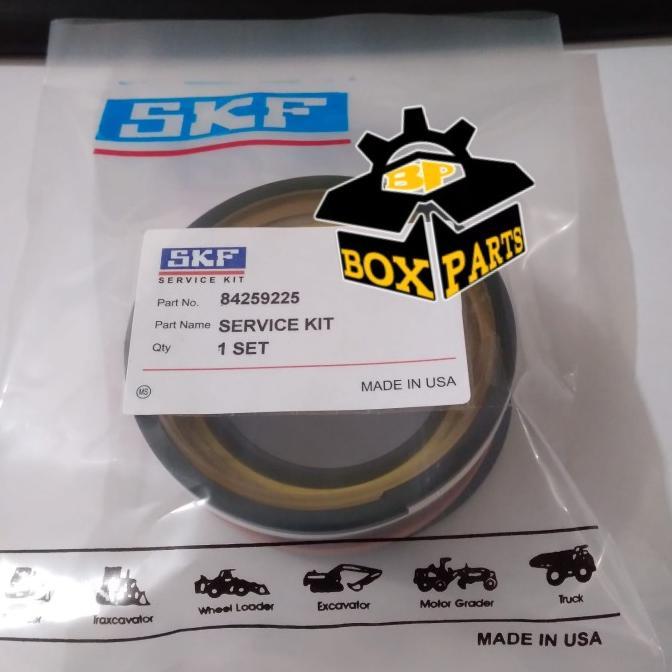 SKF
BP
BOX PARTS
SKF
SERVICE KIT
Part No. 84259225
Part Name SERVICE KIT
Qty 1 SET
MS
MADE IN USA
Traxcavator
Wheel Loader
Excavator
Motor Grader
Truck
MADE IN USA